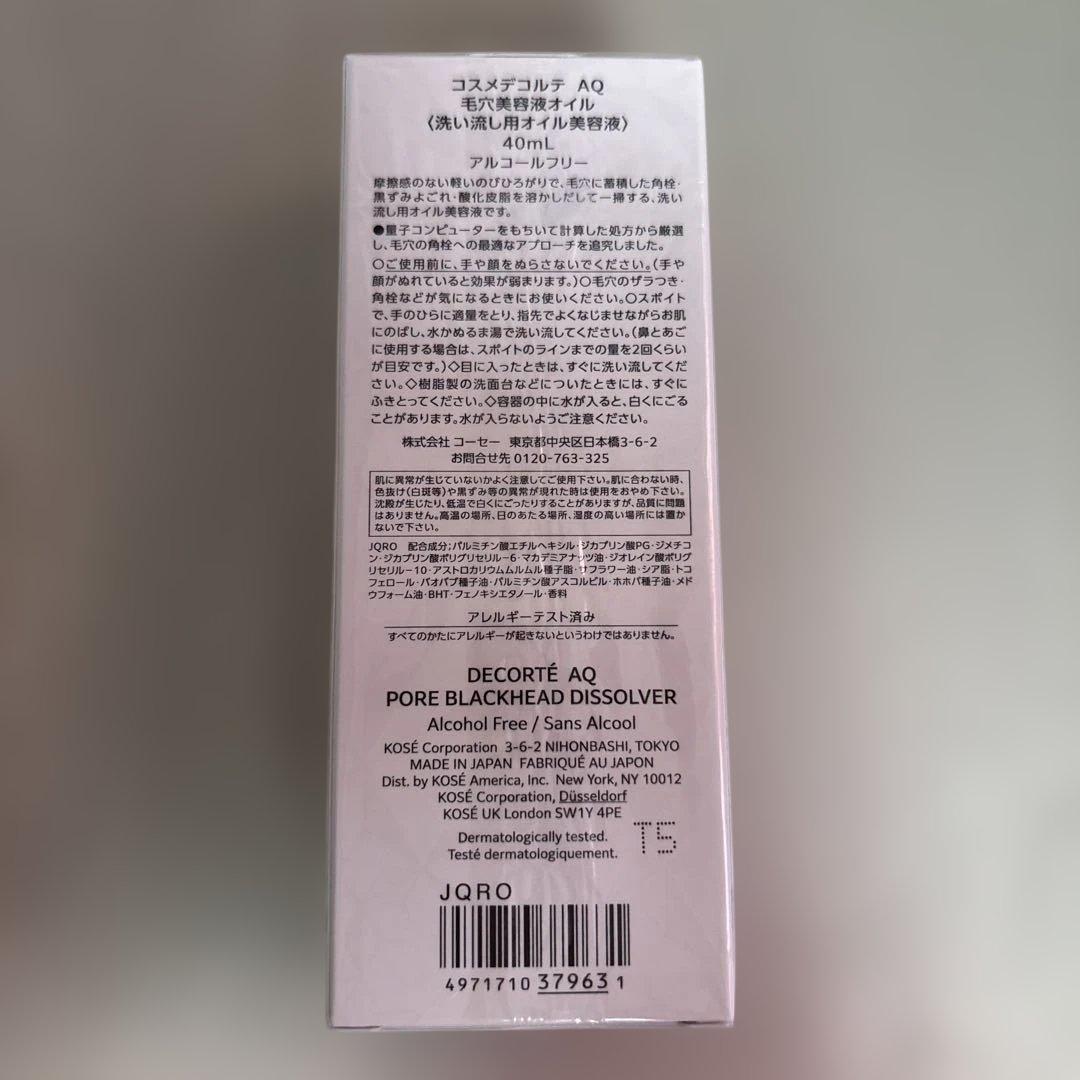 コスメデコルテ AQ
毛穴美容液オイル
〈洗い流し用オイル美容液〉
40mL
アルコールフリー
摩擦感のない軽いのびひろがりで、毛穴に蓄積した角栓・
黒ずみよごれ・酸化皮脂を溶かしだして一掃する、洗い
流し用オイル美容液です。
●量子コンピューターをもちいて計算した処方から厳選
し、毛穴の角栓への最適なアプローチを追究しました。
○ご使用前に、手や顔をぬらさないでください。(手や
顔がぬれていると効果が弱まります。)○毛穴のザラつき・
角栓などが気になるときにお使いください。○スポイト
で、手のひらに適量をとり、指先でよくなじませながらお肌
にのばし、水かぬるま湯で洗い流してください。(鼻とあご
に使用する場合は、スポイトのラインまでの量を2回くらい
が目安です。)◇目に入ったときは、すぐに洗い流してくだ
さい。◇樹脂製の洗面台などについたときには、すぐに
ふきとってください。◇容器の中に水が入ると、白くにごる
ことがあります。水が入らないようご注意ください。
株式会社 コーセー 東京都中央区日本橋3-6-2
お問合せ先 0120-763-325
肌に異常が生じていないかよく注意してご使用下さい。肌に合わない時、
色抜け(白斑等)や黒ずみ等の異常が現れた時は使用をおやめ下さい。
沈殿が生じたり、低温で白くにごったりすることがありますが、品質に問題
はありません。高温の場所、日のあたる場所、湿度の高い場所には置か
ないで下さい。
JQRO 配合成分;パルミチン酸エチルヘキシル・ジカプリン酸PG・ジメチコ
ン・ジカプリン酸ポリグリセリル-6・マカデミアナッツ油・ジオレイン酸ポリグ
リセリル-10・アストロカリウムムルムル種子脂・サフラワー油・シア脂・トコ
フェロール・バオバブ種子油・パルミチン酸アスコルビル・ホホバ種子油・メド
ウフォーム油・BHT・フェノキシエタノール・香料
アレルギーテスト済み
すべてのかたにアレルギーが起きないというわけではありません。
DECORTÉ AQ
PORE BLACKHEAD DISSOLVER
Alcohol Free / Sans Alcool
KOSÉ Corporation 3-6-2 NIHONBASHI, TOKYO
MADE IN JAPAN FABRIQUÉ AU JAPON
Dist. by KOSÉ America, Inc. New York, NY 10012
KOSÉ Corporation, Düsseldorf
KOSÉ UK London SW1Y 4PE
Dermatologically tested.
Testé dermatologiquement.
T5
JQRO
4971710 37963 1